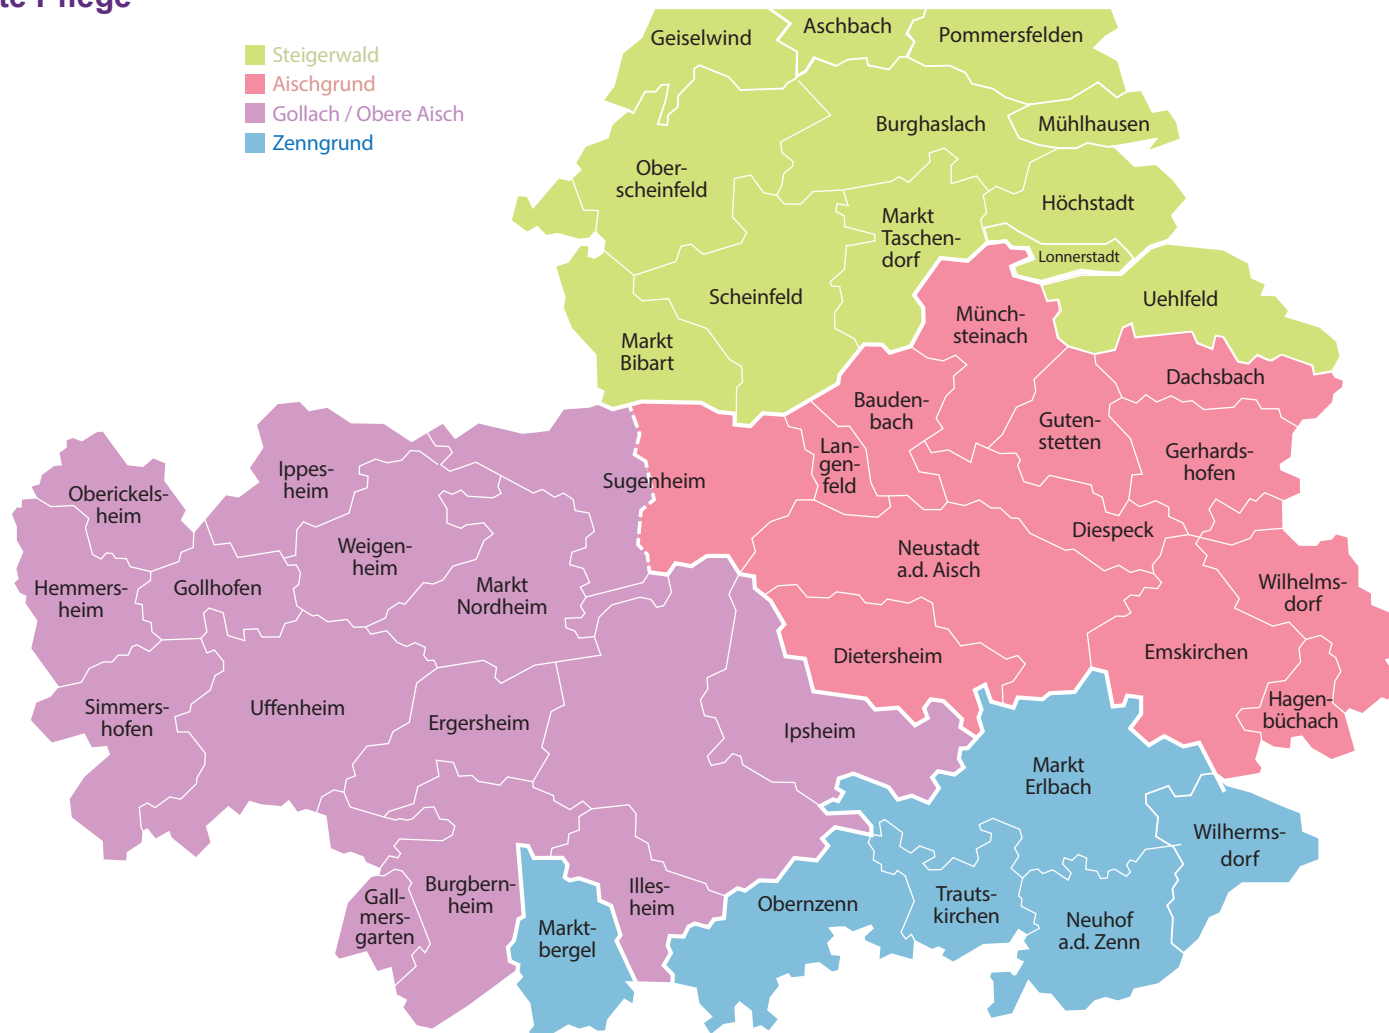 te Pflege
Steigerwald
Aischgrund
Gollach / Obere Aisch
Zenngrund
Geiselwind
Aschbach
Pommersfelden
Burghaslach
Mühlhausen
Ober-
scheinfeld
Höchstadt
Markt
Taschen-
dorf
Lonnerstadt
Scheinfeld
Uehlfeld
Markt
Bibart
Münch-
steinach
Dachsbach
Bauden-
bach
Guten-
stetten
Lan-
gen-
feld
Gerhards-
hofen
Sugenheim
Ippes-
heim
Oberickels-
heim
Diespeck
Weigen-
heim
Neustadt
a.d. Aisch
Hemmers-
heim
Gollhofen
Markt
Nordheim
Wilhelms-
dorf
Dietersheim
Emskirchen
Simmers-
hofen
Uffenheim
Ergersheim
Ipsheim
Hagen-
büchach
Markt
Erlbach
Wilherms-
dorf
Gall-
mers-
garten
Burgbern-
heim
Illes-
heim
Obernzenn
Trauts-
kirchen
Neuhof
a.d. Zenn
Markt-
bergel